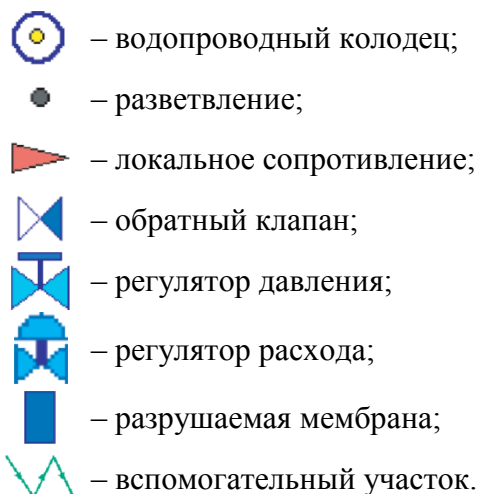 – водопроводный колодец;
– разветвление;
– локальное сопротивление;
– обратный клапан;
– регулятор давления;
– регулятор расхода;
– разрушаемая мембрана;
– вспомогательный участок.